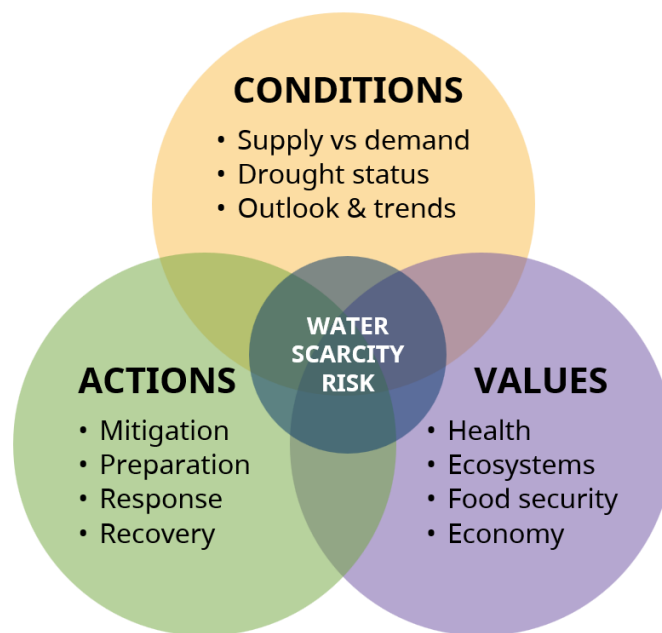 CONDITIONS
• Supply vs demand
• Drought status
• Outlook & trends
WATER
SCARCITY
RISK
ACTIONS
• Mitigation
• Preparation
• Response
• Recovery
VALUES
• Health
• Ecosystems
• Food security
• Economy